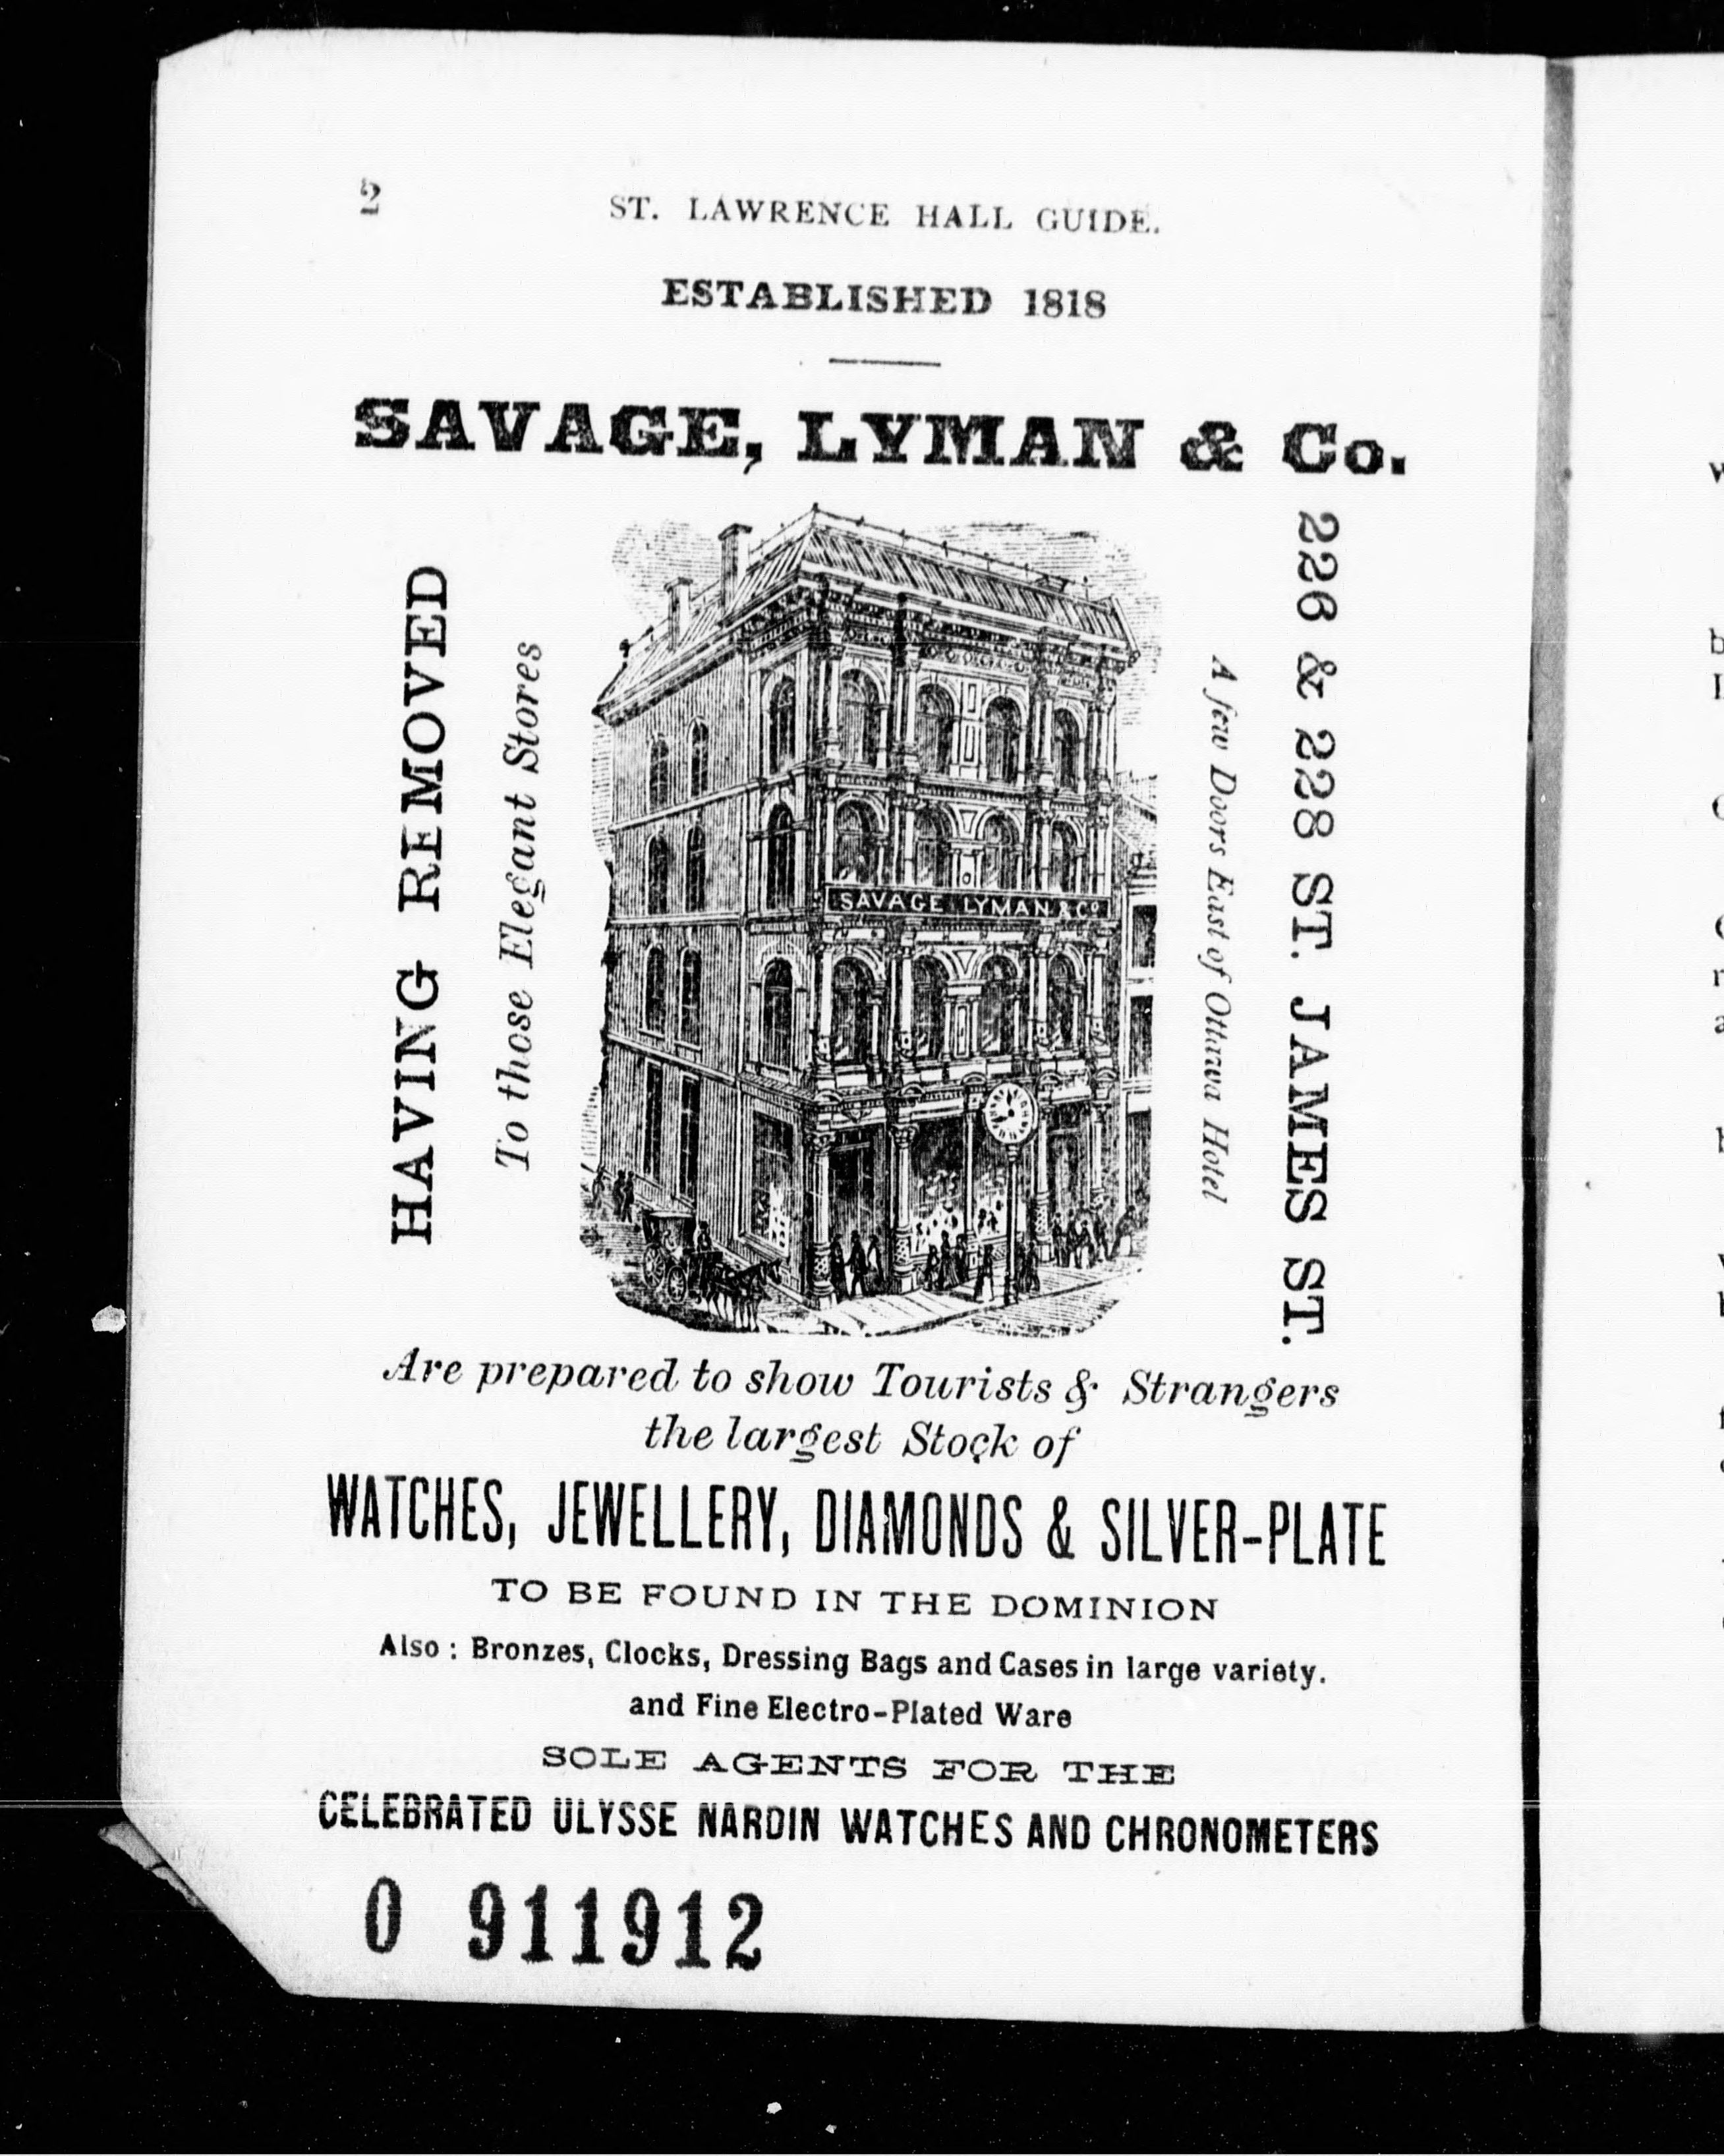 2
ST. LAWRENCE HALL GUIDE.
ESTABLISHED 1818
SAVAGE, LYMAN & Co.
HAVING REMOVED
To those Elegant Stores
SAVAGE LYMAN & Co
A few Doors East of Ottawa Hotel
226 & 228 ST. JAMES ST.
Are prepared to show Tourists & Strangers
the largest Stock of
WATCHES, JEWELLERY, DIAMONDS & SILVER-PLATE
TO BE FOUND IN THE DOMINION
Also : Bronzes, Clocks, Dressing Bags and Cases in large variety.
and Fine Electro-Plated Ware
SOLE AGENTS FOR THE
CELEBRATED ULYSSE NARDIN WATCHES AND CHRONOMETERS
0 911912